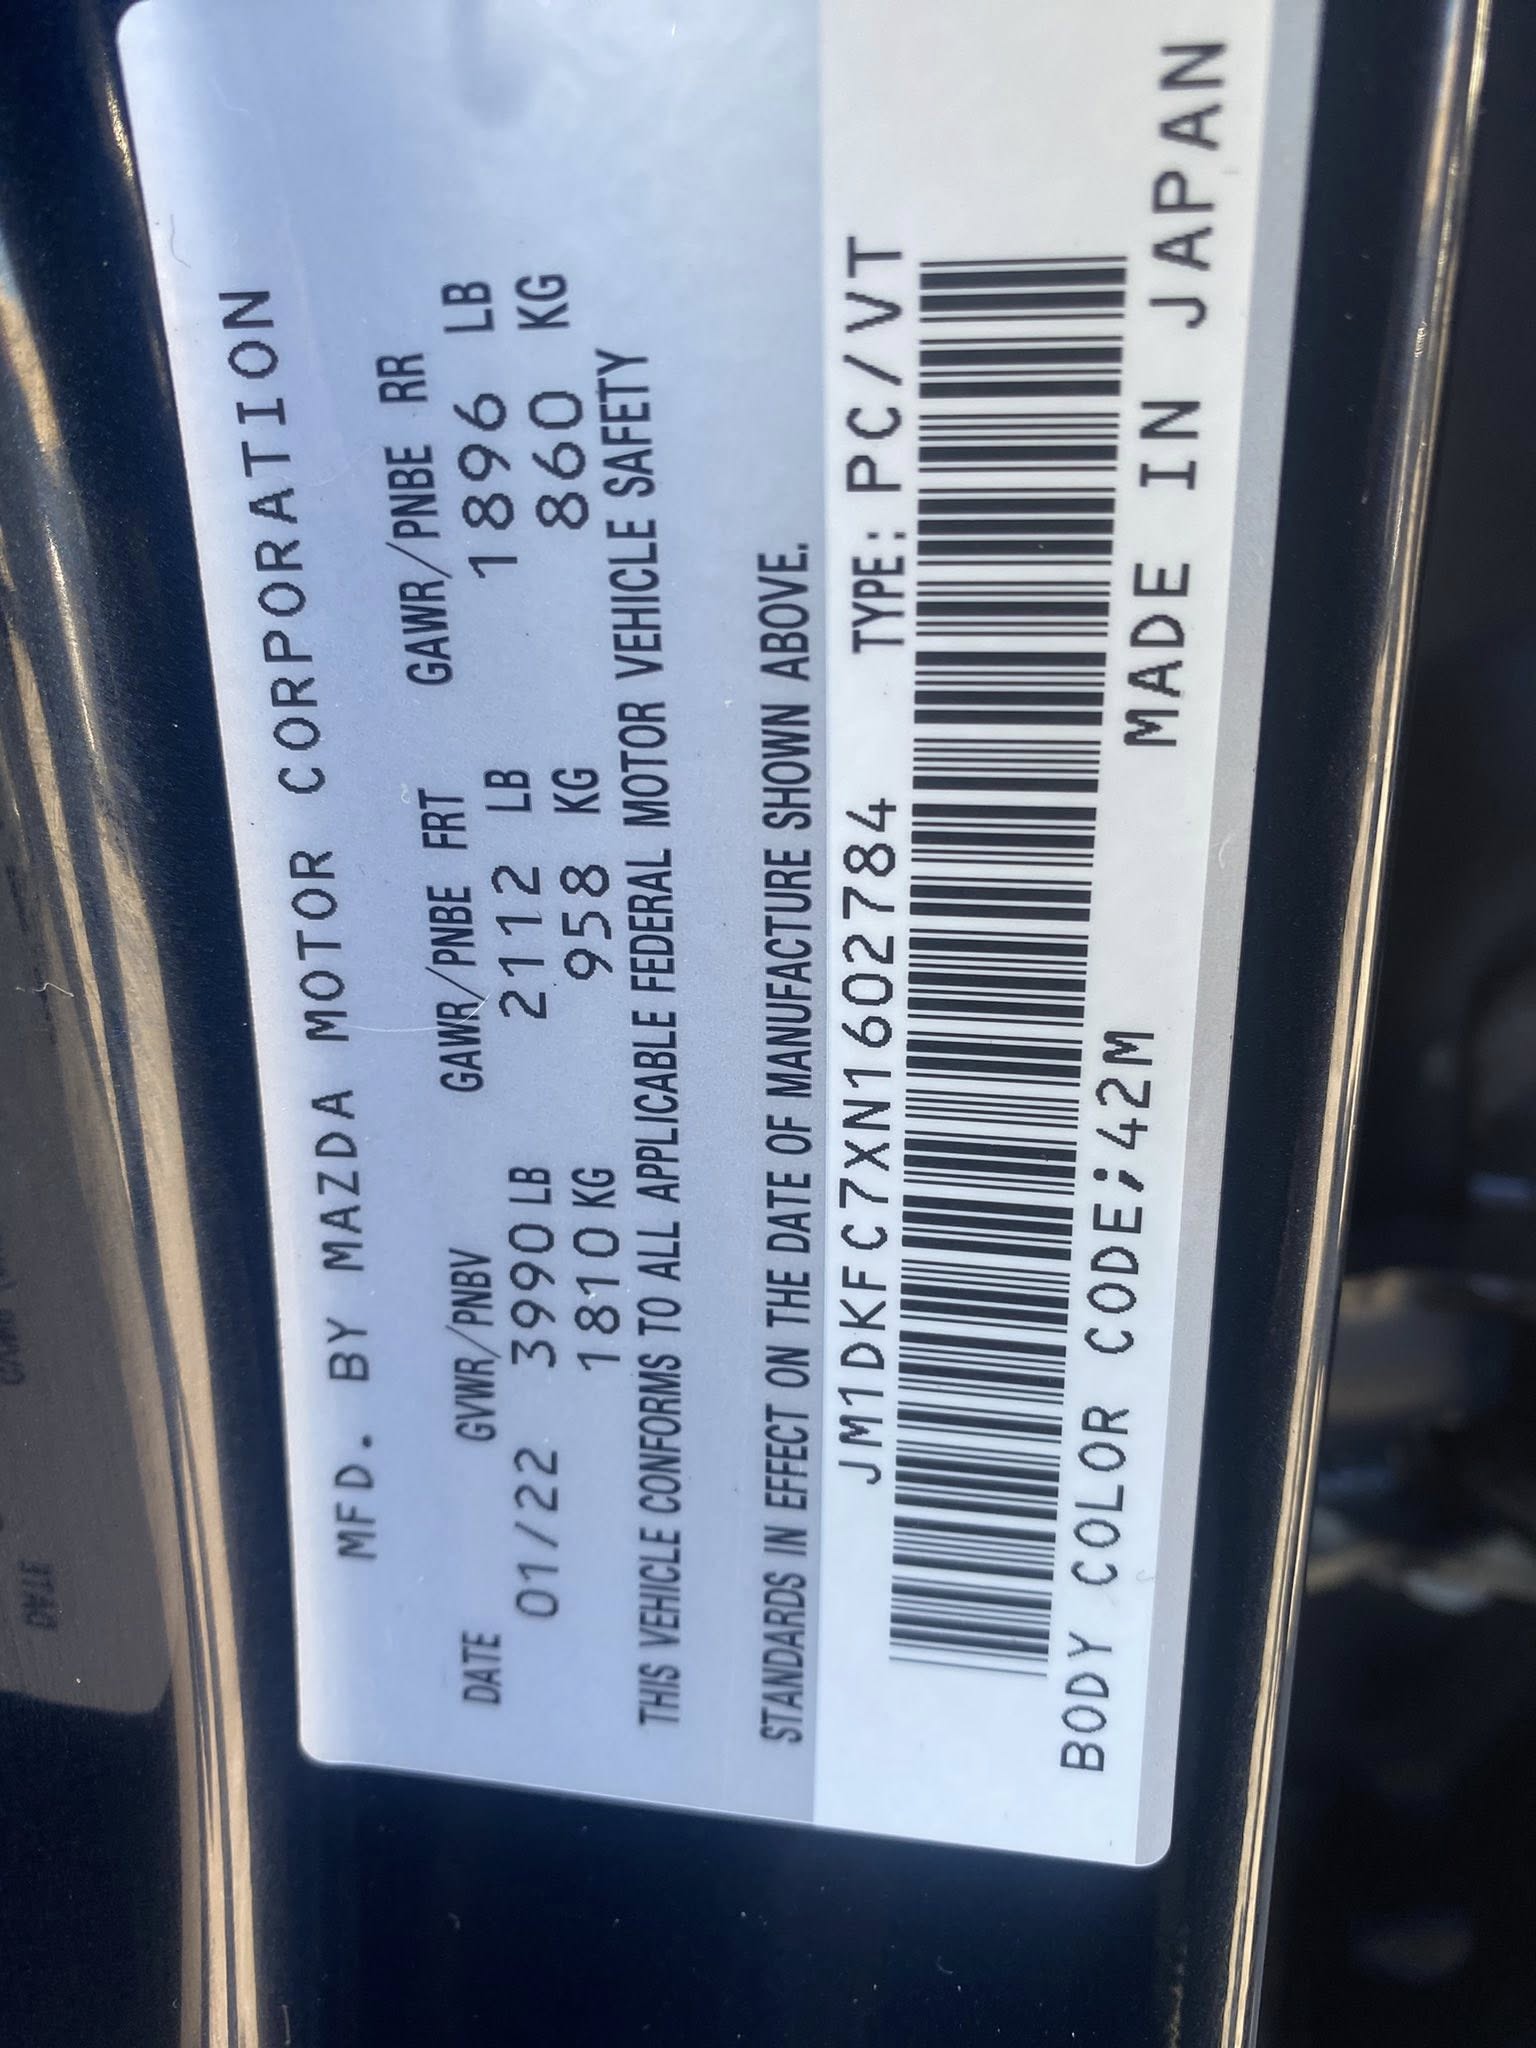 MFD. BY MAZDA MOTOR CORPORATION
DATE GVWR/PNBV GAWR/PNBE FRT GAWR/PNBE RR
01/22 3990 LB 2112 LB 1896 LB
1810 KG 958 KG 860 KG
THIS VEHICLE CONFORMS TO ALL APPLICABLE FEDERAL MOTOR VEHICLE SAFETY
STANDARDS IN EFFECT ON THE DATE OF MANUFACTURE SHOWN ABOVE.
JM1DKFC7XN1602784 TYPE: PC/VT
BODY COLOR CODE;42M MADE IN JAPAN
DATE